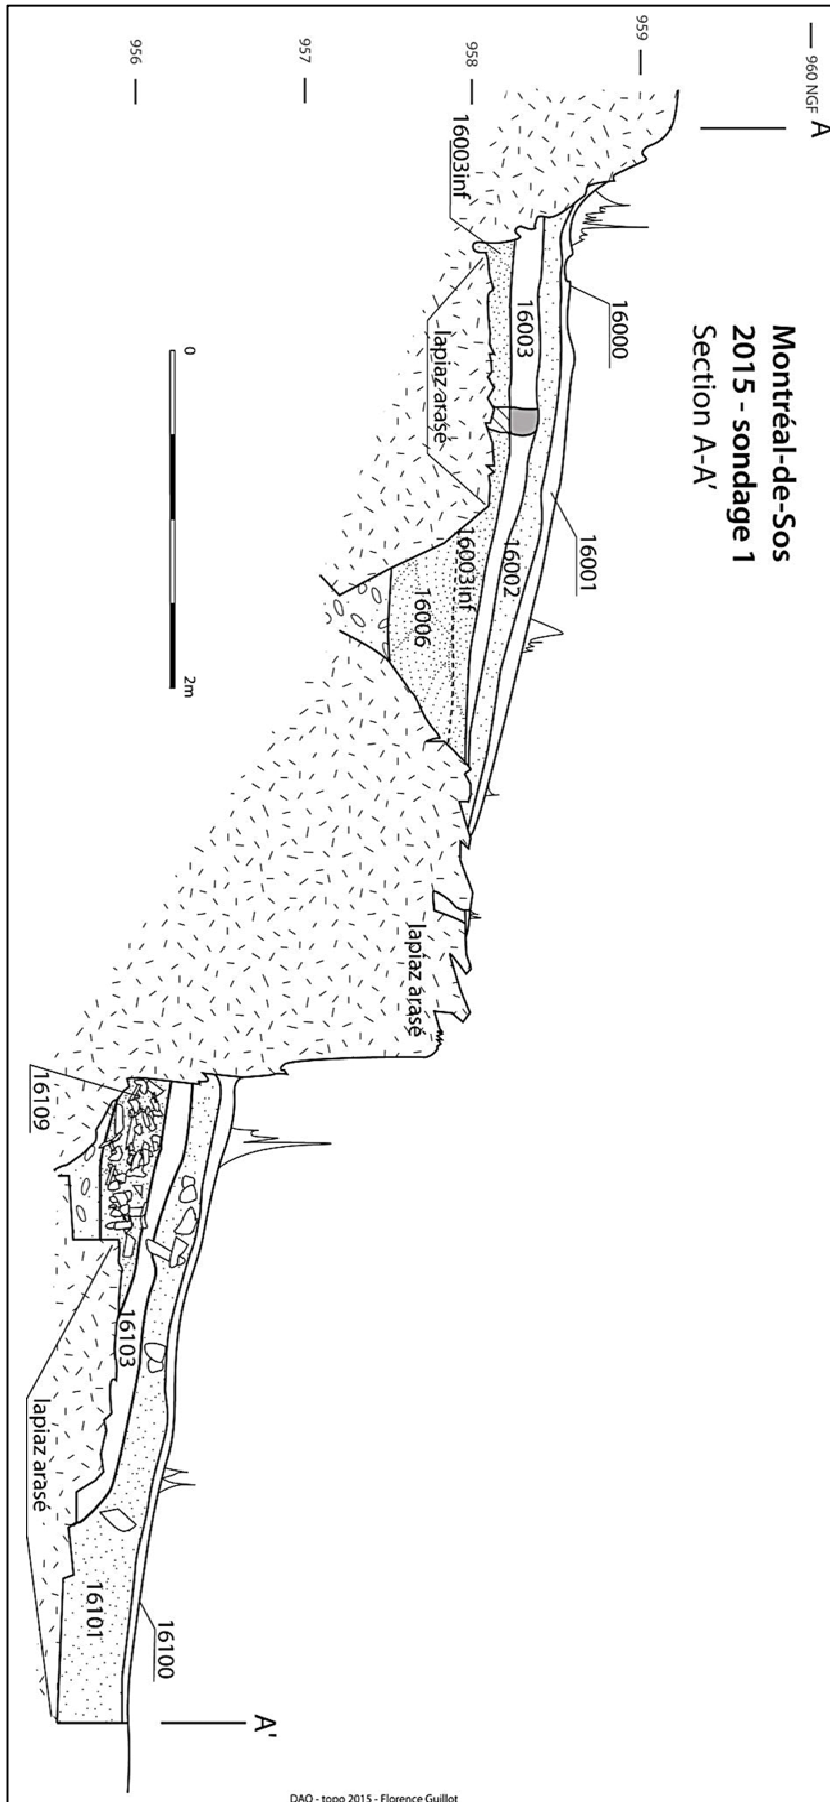 Montréal-de-Sos
2015 - sondage 1
Section A-A'
A
960 NGF
959
958
957
956
16003inf
16000
16003
lapiaz arasé
16001
16002
16003inf
16006
0
2m
lapiaz arasé
16109
16103
lapiaz arasé
16101
16100
A'
DAO - topo 2015 - Florence Guillot